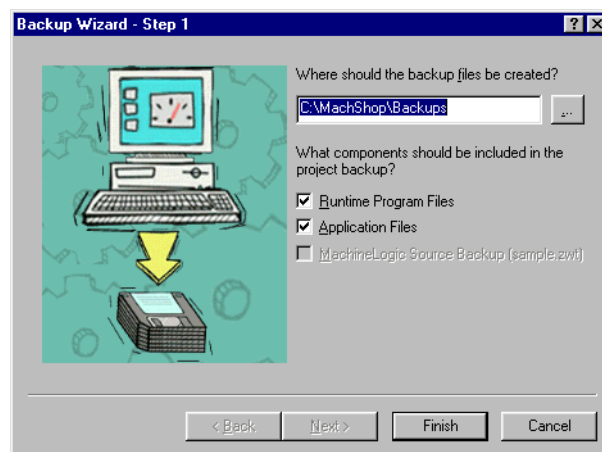 Backup Wizard - Step 1
Where should the backup files be created?
C:\MachShop\Backups
...
What components should be included in the
project backup?
Runtime Program Files
Application Files
MachineLogic Source Backup (sample.zwt)
< Back
Next >
Finish
Cancel